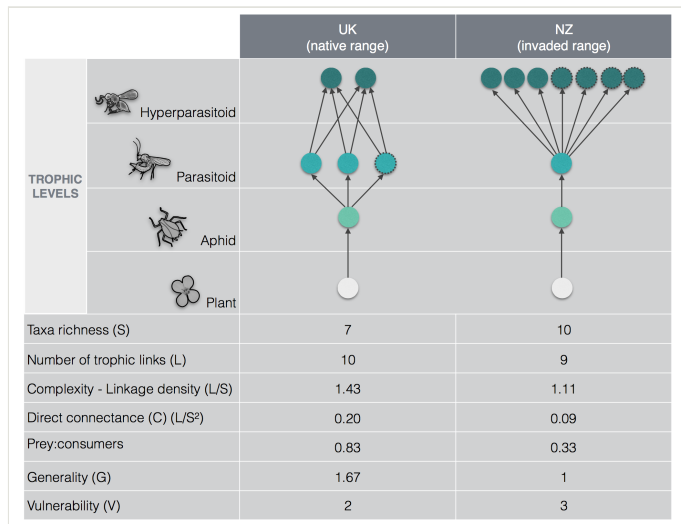 UK
(native range)
NZ
(invaded range)
TROPHIC
LEVELS
Hyperparasitoid
Parasitoid
Aphid
Plant
Taxa richness (S) 7 10
Number of trophic links (L) 10 9
Complexity - Linkage density (L/S) 1.43 1.11
Direct connectance (C) (L/S²) 0.20 0.09
Prey:consumers 0.83 0.33
Generality (G) 1.67 1
Vulnerability (V) 2 3